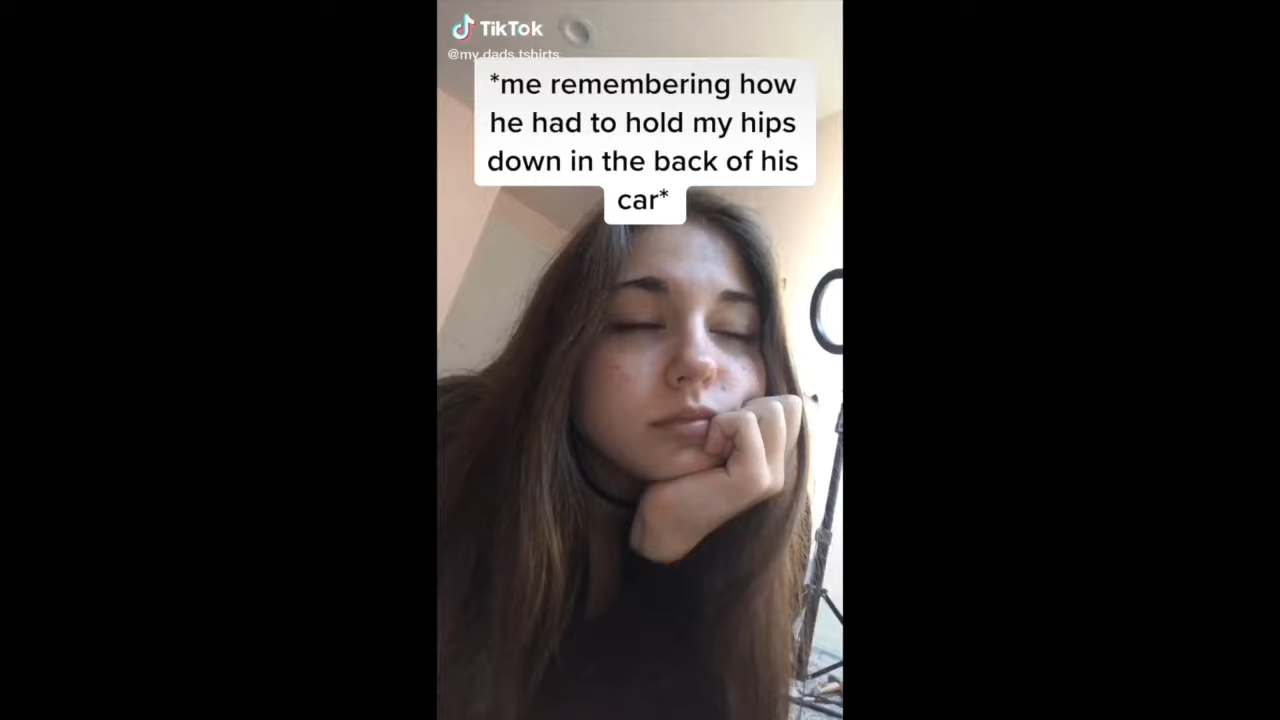 TikTok
@my.dads.tshirts
*me remembering how
he had to hold my hips
down in the back of his
car*